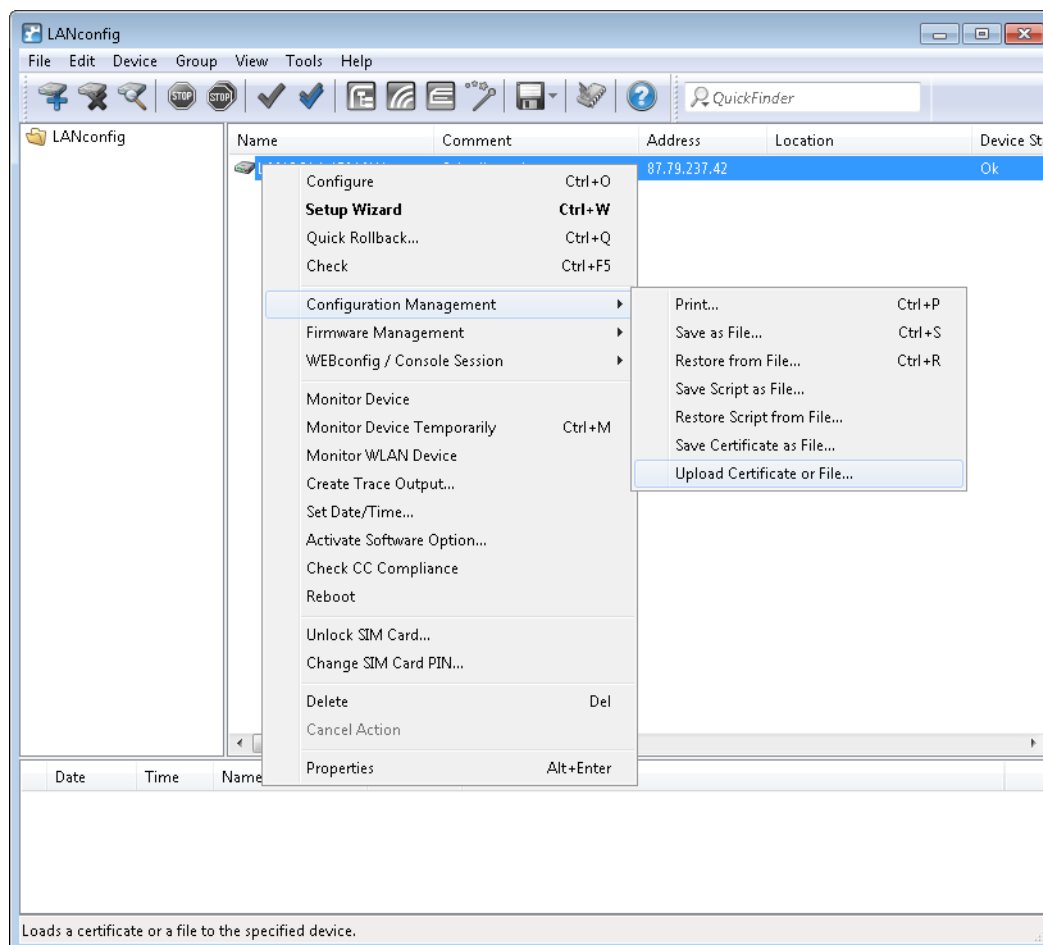 LANconfig
File Edit Device Group View Tools Help
STOP STOP QuickFinder
LANconfig
Name Comment Address Location Device St
87.79.237.42 Ok
Configure Ctrl+O
Setup Wizard Ctrl+W
Quick Rollback... Ctrl+Q
Check Ctrl+F5
Configuration Management
Firmware Management
WEBconfig / Console Session
Monitor Device
Monitor Device Temporarily Ctrl+M
Monitor WLAN Device
Create Trace Output...
Set Date/Time...
Activate Software Option...
Check CC Compliance
Reboot
Unlock SIM Card...
Change SIM Card PIN...
Delete Del
Cancel Action
Properties Alt+Enter
Print... Ctrl+P
Save as File... Ctrl+S
Restore from File... Ctrl+R
Save Script as File...
Restore Script from File...
Save Certificate as File...
Upload Certificate or File...
Date Time Name
Loads a certificate or a file to the specified device.